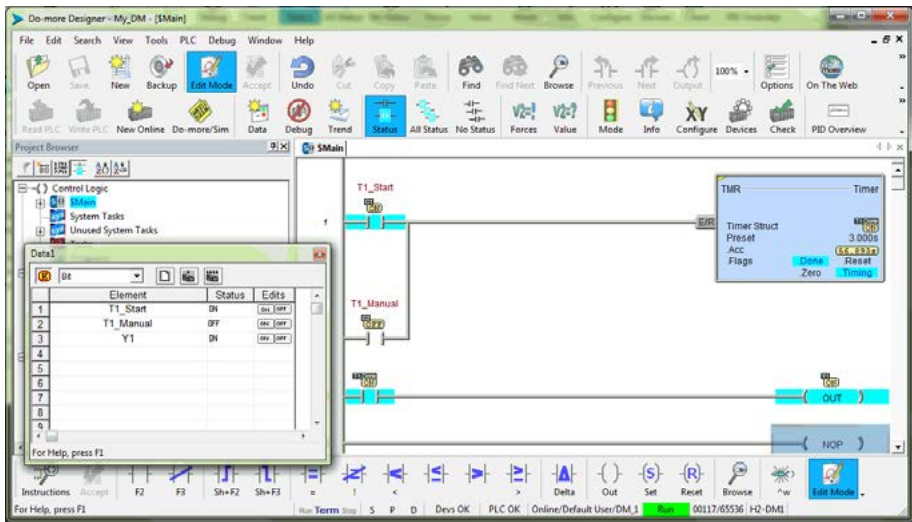 Do-more Designer - My_DM - [$Main]
File Edit Search View Tools PLC Debug Window Help
Open Save New Backup Edit Mode Accept Undo Cut Copy Paste Find Find Next Browse Previous Next Output 100% Options On The Web
Read PLC Write PLC New Online Do-more/Sim Data Debug Trend Status All Status No Status Forces Value Mode Info Configure Devices Check PID Overview
Project Browser
$Main
Control Logic
$Main
System Tasks
Unused System Tasks
T1_Start
ON
1
E/R
TMR Timer
Timer Struct
Preset 3.000s
.Acc
.Flags Done .Reset
.Zero .Timing
T1_Manual
OFF
Data1
Bit
Element Status Edits
1 T1_Start ON ON OFF
2 T1_Manual OFF ON OFF
3 Y1 ON ON OFF
4
5
6
7
8
9
For Help, press F1
ON
ON
OUT
NOP
Instructions Accept F2 F3 Sh+F2 Sh+F3 = ! < > Delta Out Set Reset Browse ^w Edit Mode
For Help, press F1 Run Term Stop S P D Devs OK PLC OK Online/Default User/DM_1 Run 00117/65536 H2-DM1